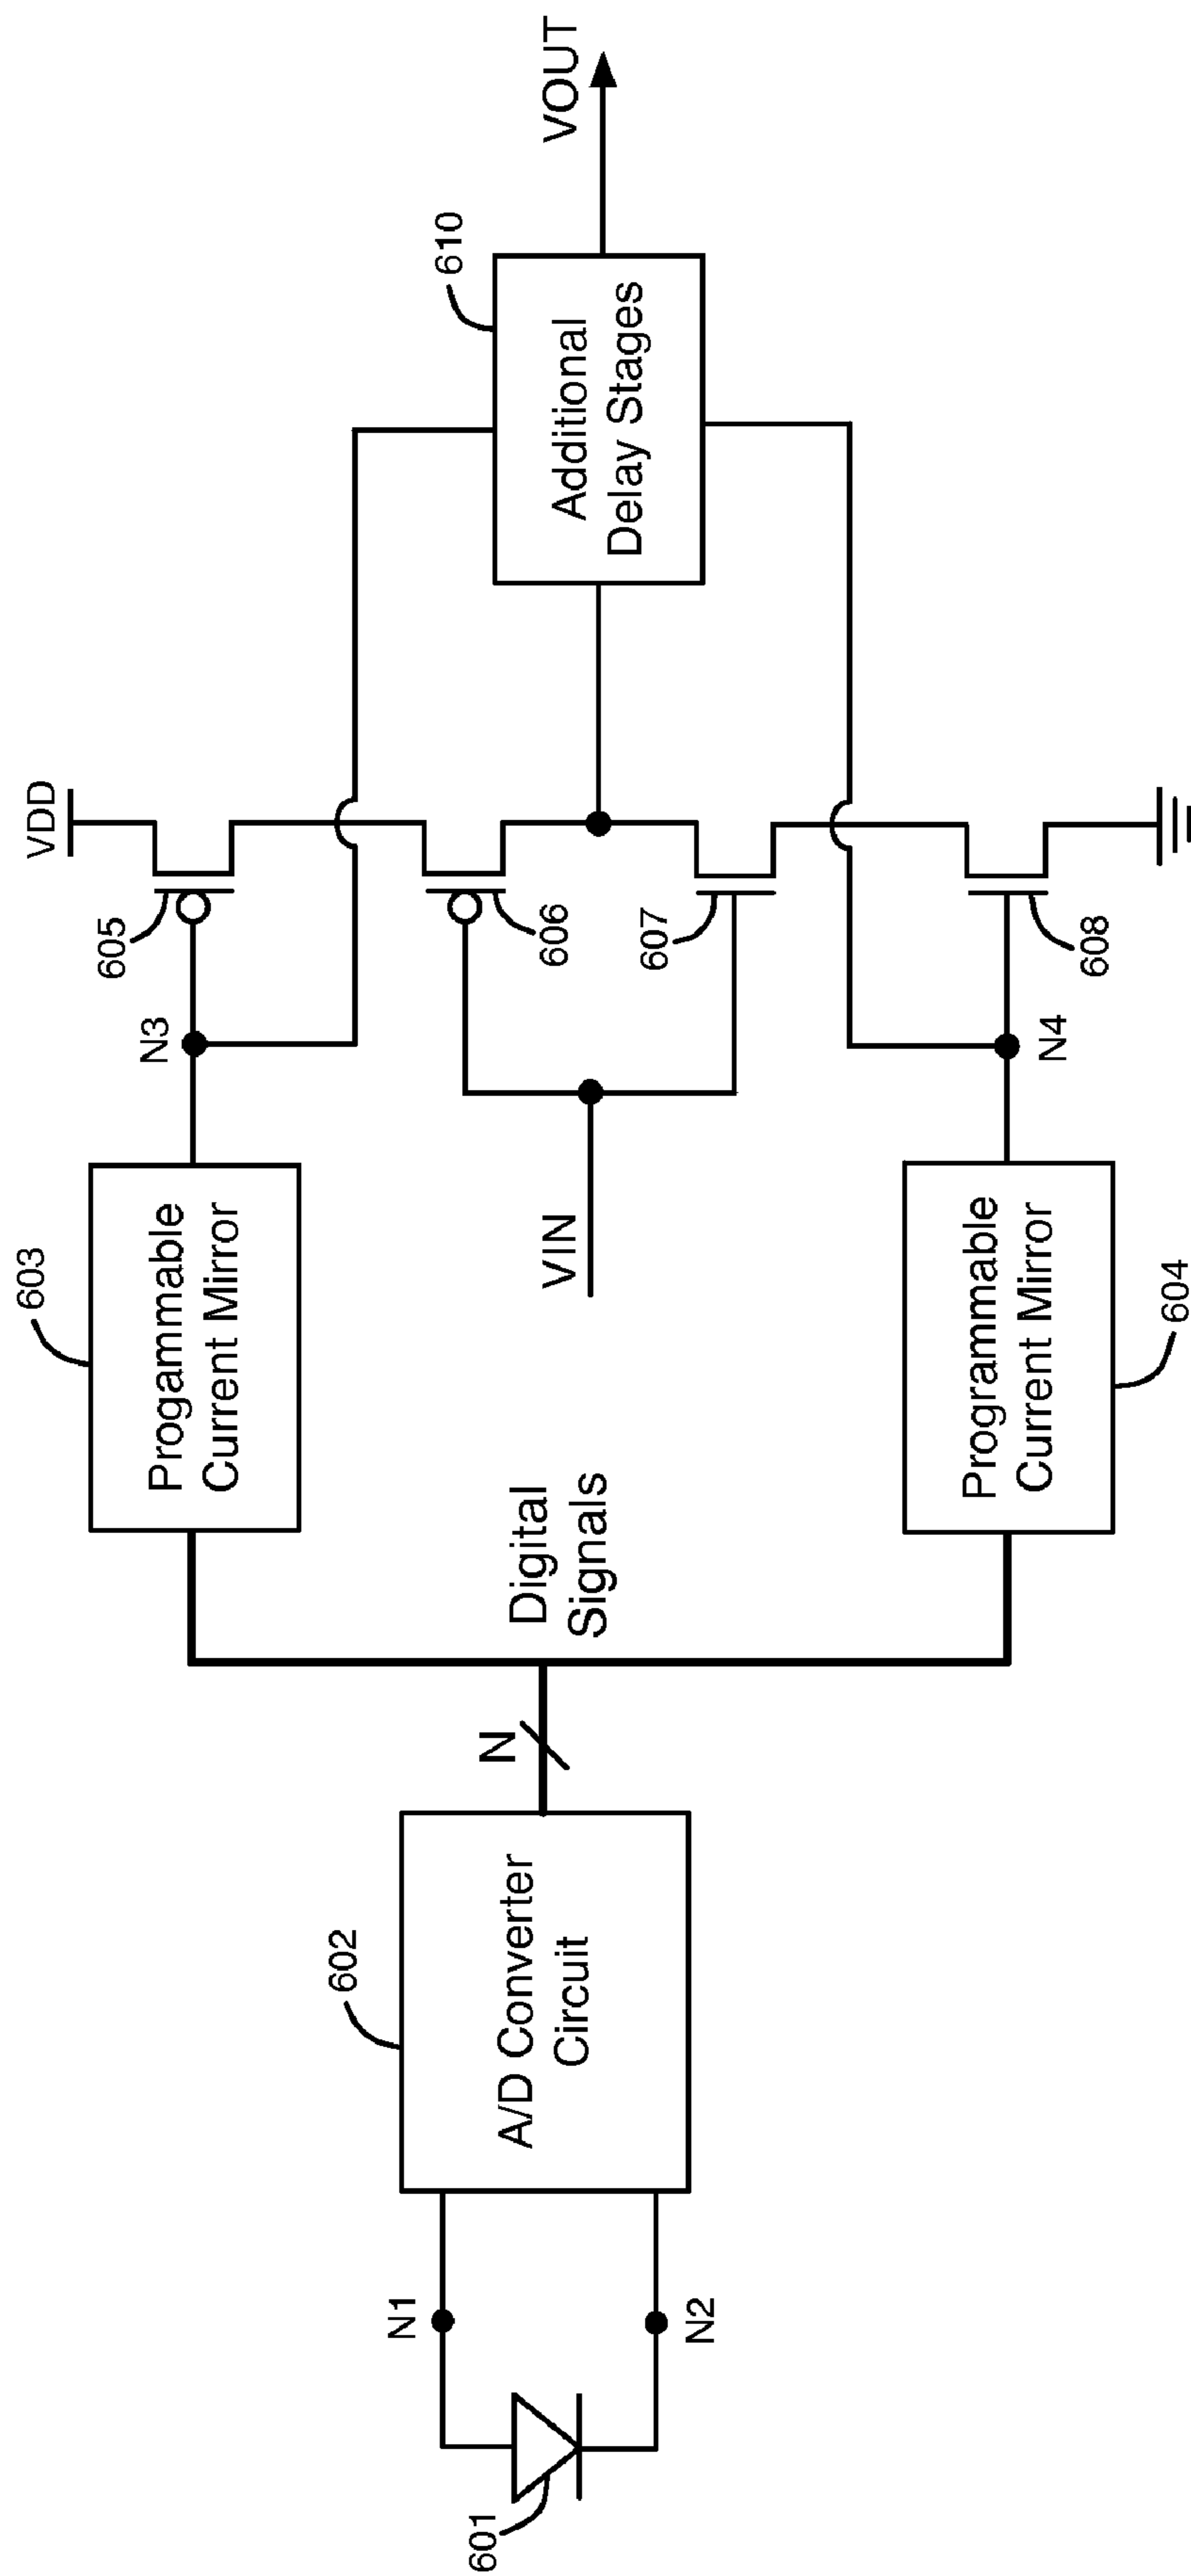 601
N1
N2
602
A/D Converter
Circuit
N
Digital
Signals
603
Progammable
Current Mirror
604
Programmable
Current Mirror
VIN
N3
N4
605
606
607
608
VDD
610
Additional
Delay Stages
VOUT